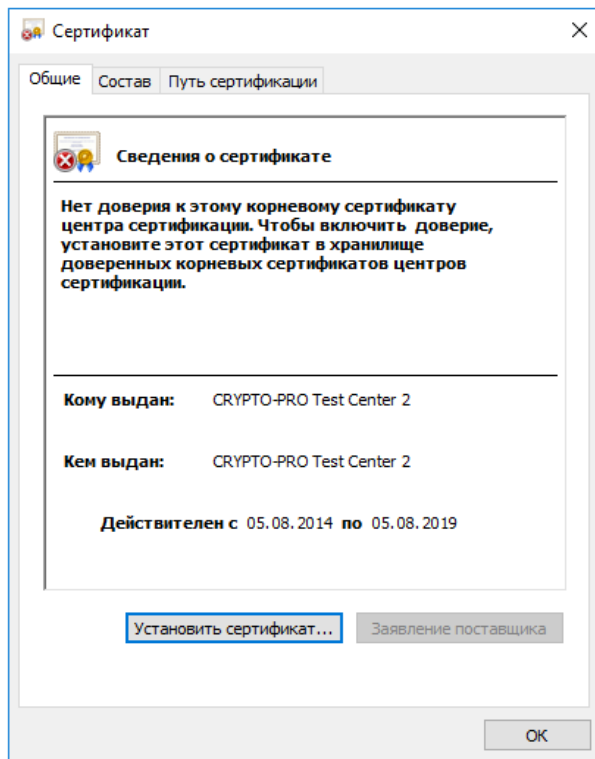 Сертификат
Общие Состав Путь сертификации
Сведения о сертификате
Нет доверия к этому корневому сертификату
центра сертификации. Чтобы включить доверие,
установите этот сертификат в хранилище
доверенных корневых сертификатов центров
сертификации.
Кому выдан: CRYPTO-PRO Test Center 2
Кем выдан: CRYPTO-PRO Test Center 2
Действителен с 05.08.2014 по 05.08.2019
Установить сертификат... Заявление поставщика
ОК